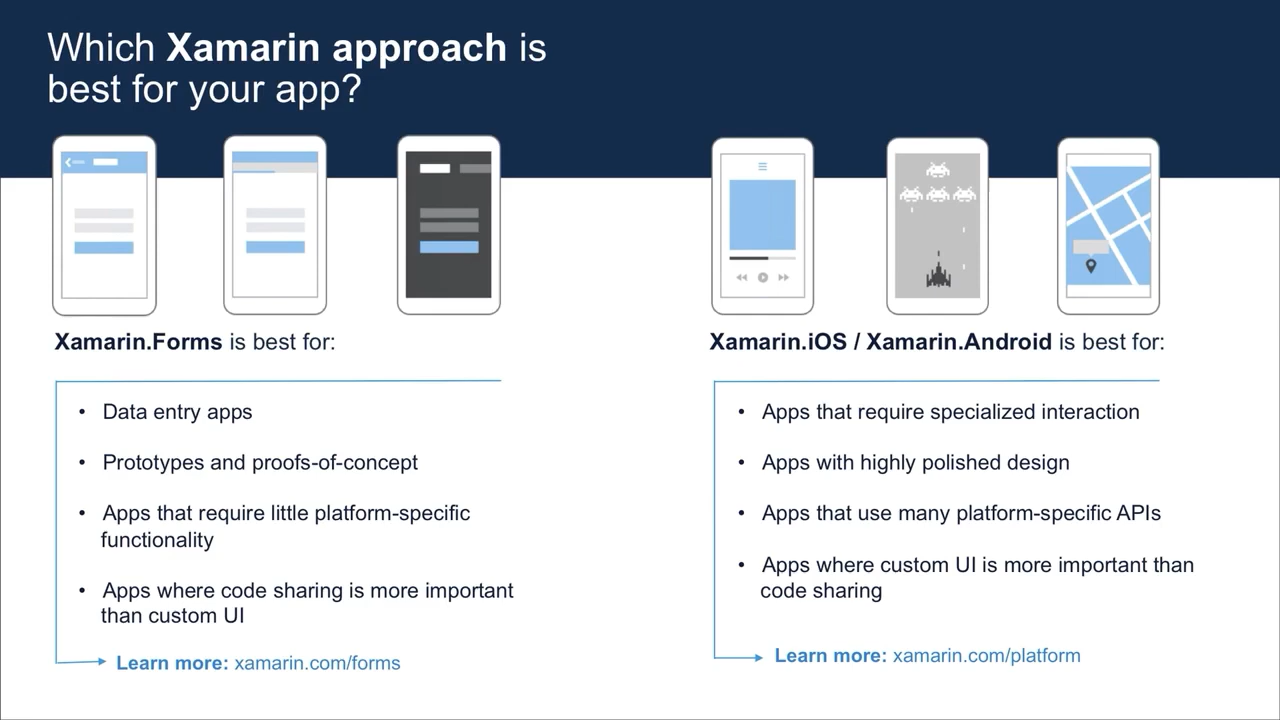 Which Xamarin approach is
best for your app?
Xamarin.Forms is best for:
• Data entry apps
• Prototypes and proofs-of-concept
• Apps that require little platform-specific
functionality
• Apps where code sharing is more important
than custom UI
Learn more: xamarin.com/forms
Xamarin.iOS / Xamarin.Android is best for:
• Apps that require specialized interaction
• Apps with highly polished design
• Apps that use many platform-specific APIs
• Apps where custom UI is more important than
code sharing
Learn more: xamarin.com/platform